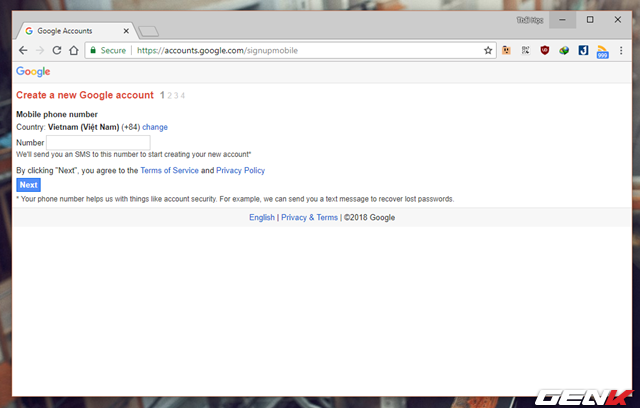 Thái Học
Google Accounts
Secure https://accounts.google.com/signupmobile
999
Google
Create a new Google account 1 2 3 4
Mobile phone number
Country: Vietnam (Việt Nam) (+84) change
Number
We'll send you an SMS to this number to start creating your new account*
By clicking "Next", you agree to the Terms of Service and Privacy Policy
Next
* Your phone number helps us with things like account security. For example, we can send you a text message to recover lost passwords.
English | Privacy & Terms | ©2018 Google
GENK